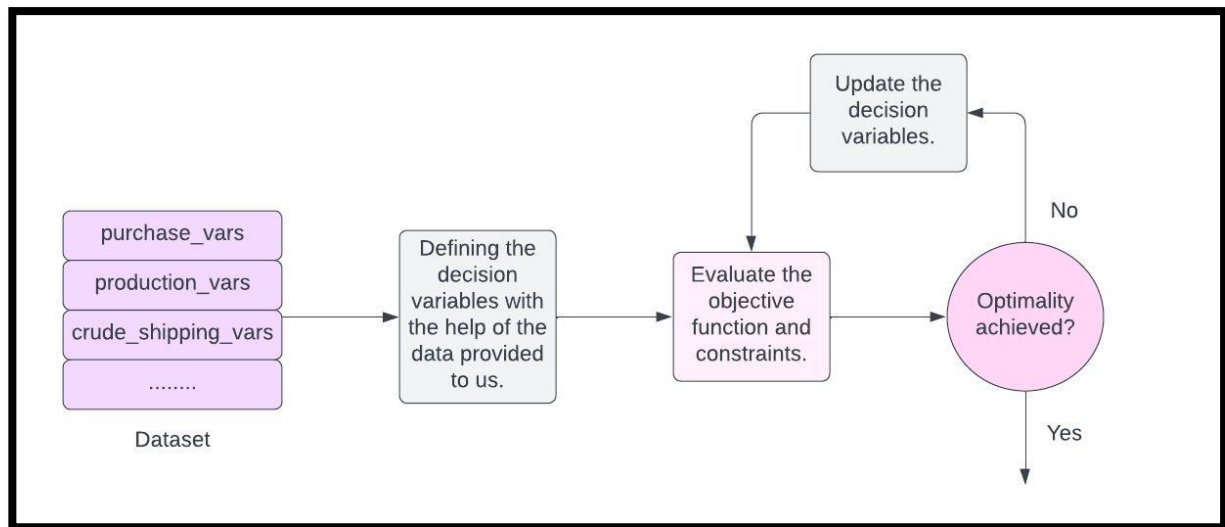 purchase_vars
production_vars
crude_shipping_vars
........
Dataset
Defining the
decision
variables with
the help of the
data provided
to us.
Evaluate the
objective
function and
constraints.
Update the
decision
variables.
Optimality
achieved?
No
Yes